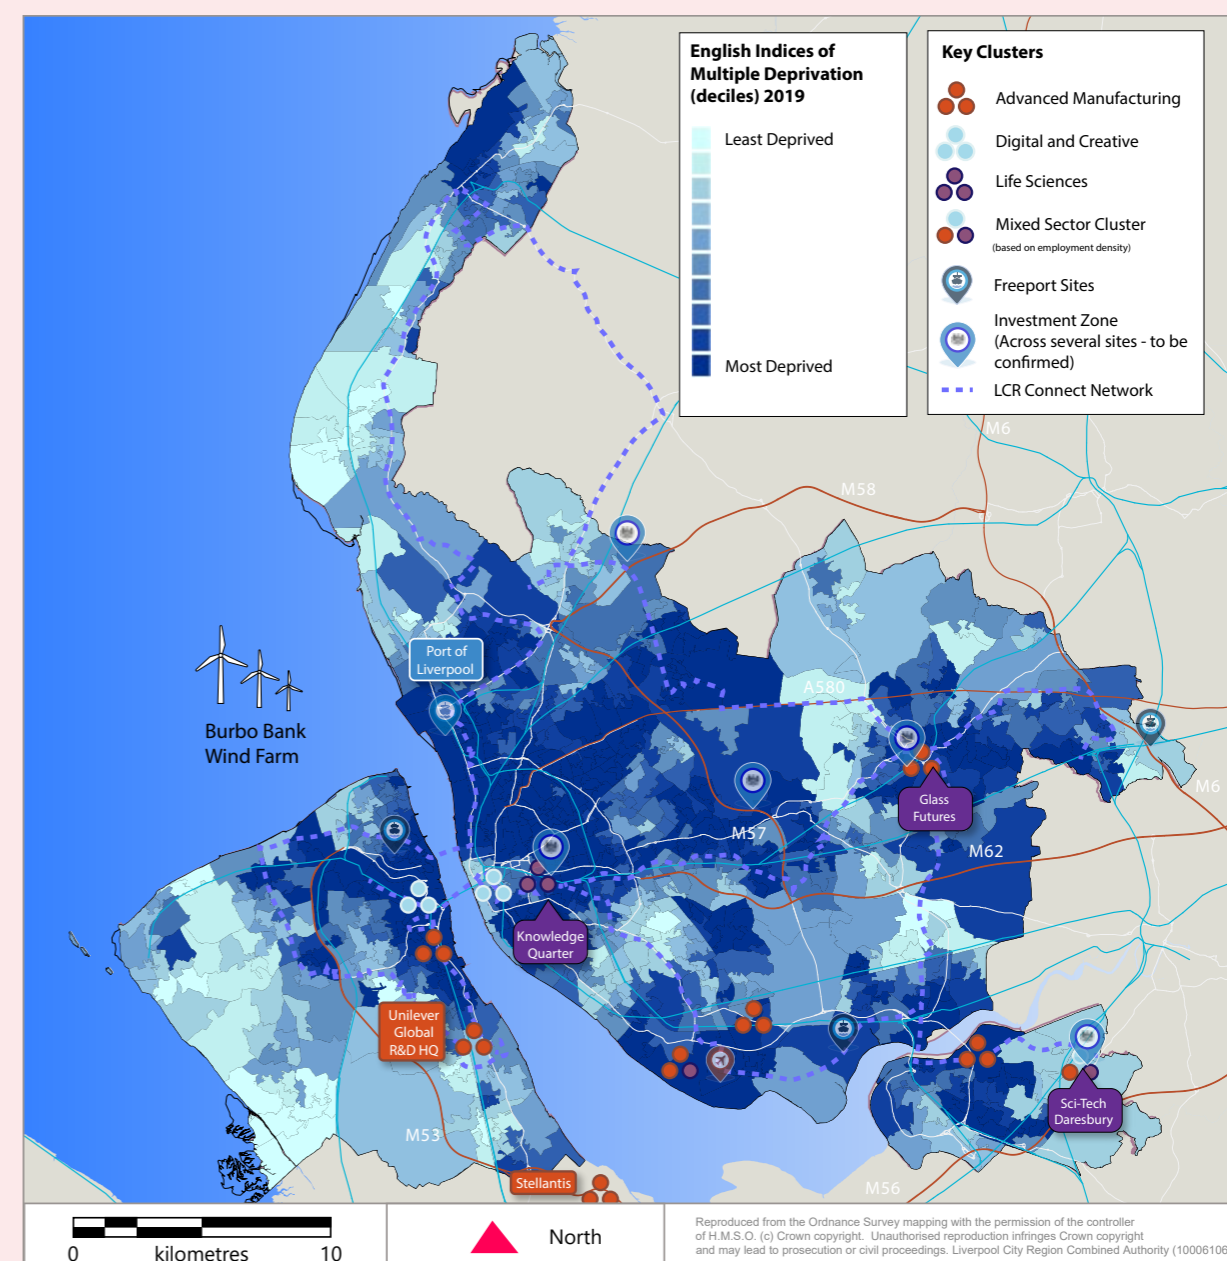 English Indices of
Multiple Deprivation
(deciles) 2019
Least Deprived
Most Deprived
Key Clusters
Advanced Manufacturing
Digital and Creative
Life Sciences
Mixed Sector Cluster
(based on employment density)
Freeport Sites
Investment Zone
(Across several sites - to be
confirmed)
LCR Connect Network
M6
M58
Port of
Liverpool
A580
Burbo Bank
Wind Farm
M6
Glass
Futures
M57
M62
Knowledge
Quarter
Unilever
Global
R&D HQ
Sci-Tech
Daresbury
M53
Stellantis
M56
0 kilometres 10
North
Reproduced from the Ordnance Survey mapping with the permission of the controller
of H.M.S.O. (c) Crown copyright. Unauthorised reproduction infringes Crown copyright
and may lead to prosecution or civil proceedings. Liverpool City Region Combined Authority (10006106